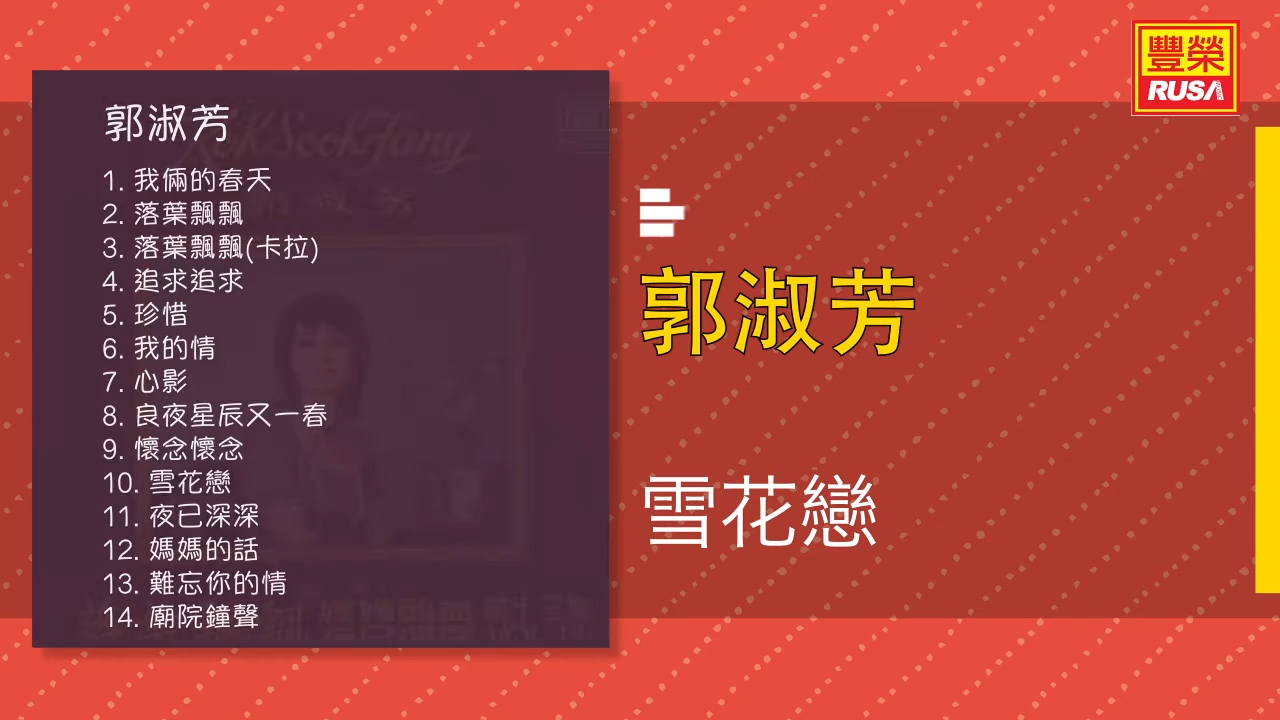 郭淑芳
1. 我倆的春天
2. 落葉飄飄
3. 落葉飄飄(卡拉)
4. 追求追求
5. 珍惜
6. 我的情
7. 心影
8. 良夜星辰又一春
9. 懷念懷念
10. 雪花戀
11. 夜已深深
12. 媽媽的話
13. 難忘你的情
14. 廟院鐘聲
豐榮
RUSA
郭淑芳
雪花戀